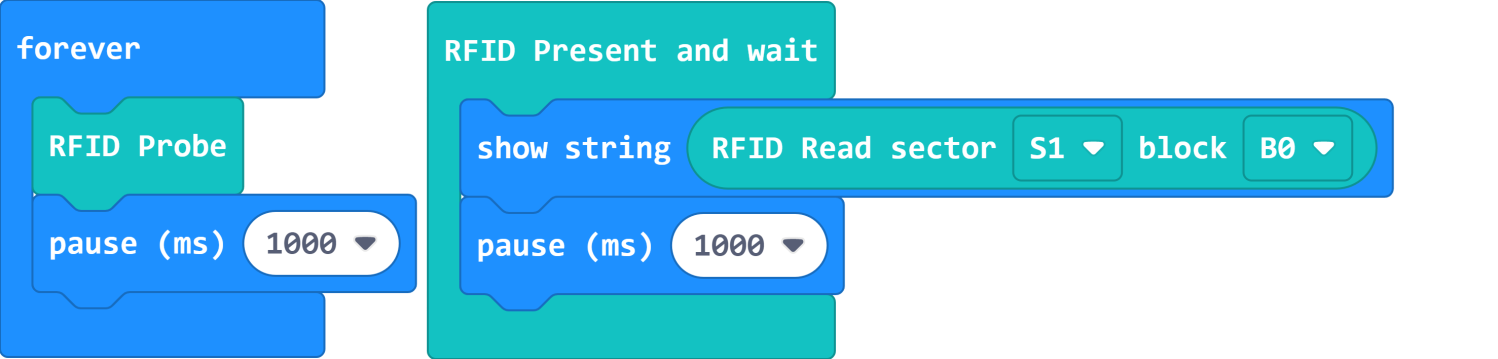 forever
RFID Probe
pause (ms) 1000
RFID Present and wait
show string RFID Read sector S1 block B0
pause (ms) 1000